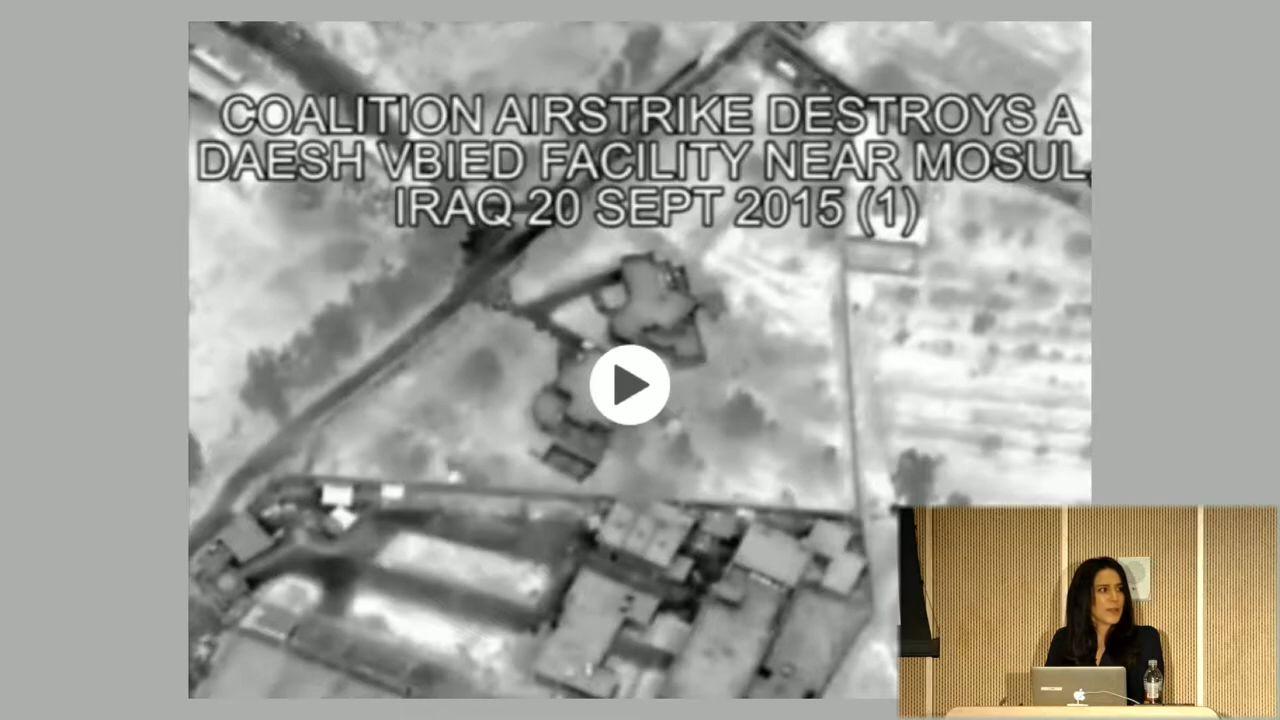 COALITION AIRSTRIKE DESTROYS A
DAESH VBIED FACILITY NEAR MOSUL,
IRAQ 20 SEPT 2015 (1)